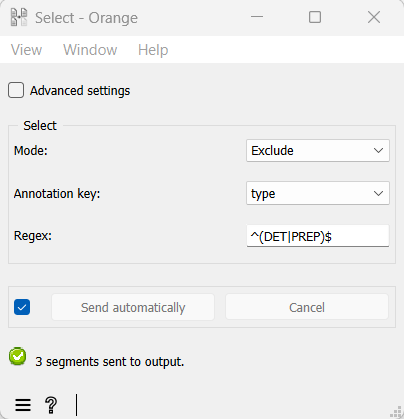 Select - Orange
View Window Help
Advanced settings
Select
Mode: Exclude
Annotation key: type
Regex: ^(DET|PREP)$
Send automatically Cancel
3 segments sent to output.
?